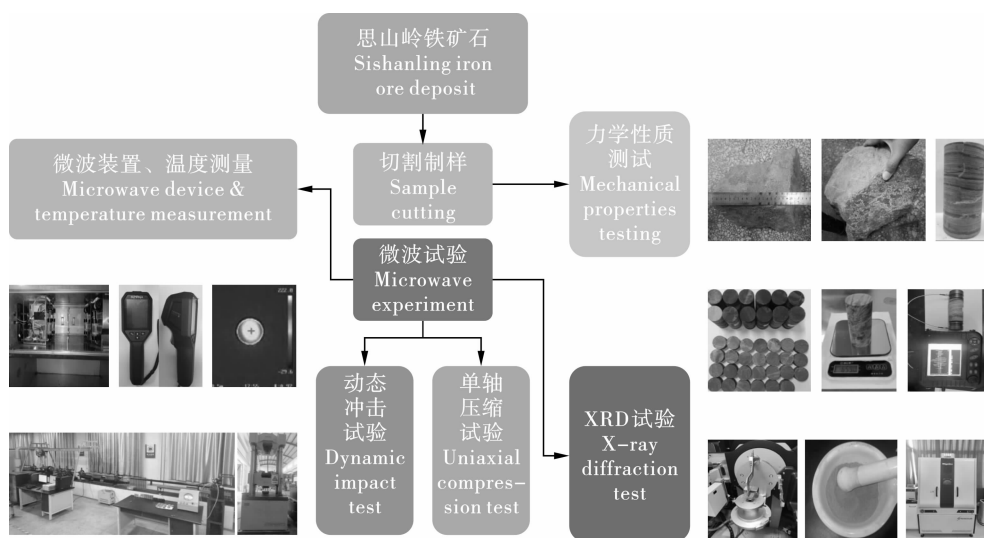 思山岭铁矿石
Sishanling iron
ore deposit
微波装置、温度测量
Microwave device &
temperature measurement
切割制样
Sample
cutting
力学性质
测试
Mechanical
properties
testing
微波试验
Microwave
experiment
动态
冲击
试验
Dynamic
impact
test
单轴
压缩
试验
Uniaxial
compres-
sion test
XRD试验
X-ray
diffraction
test